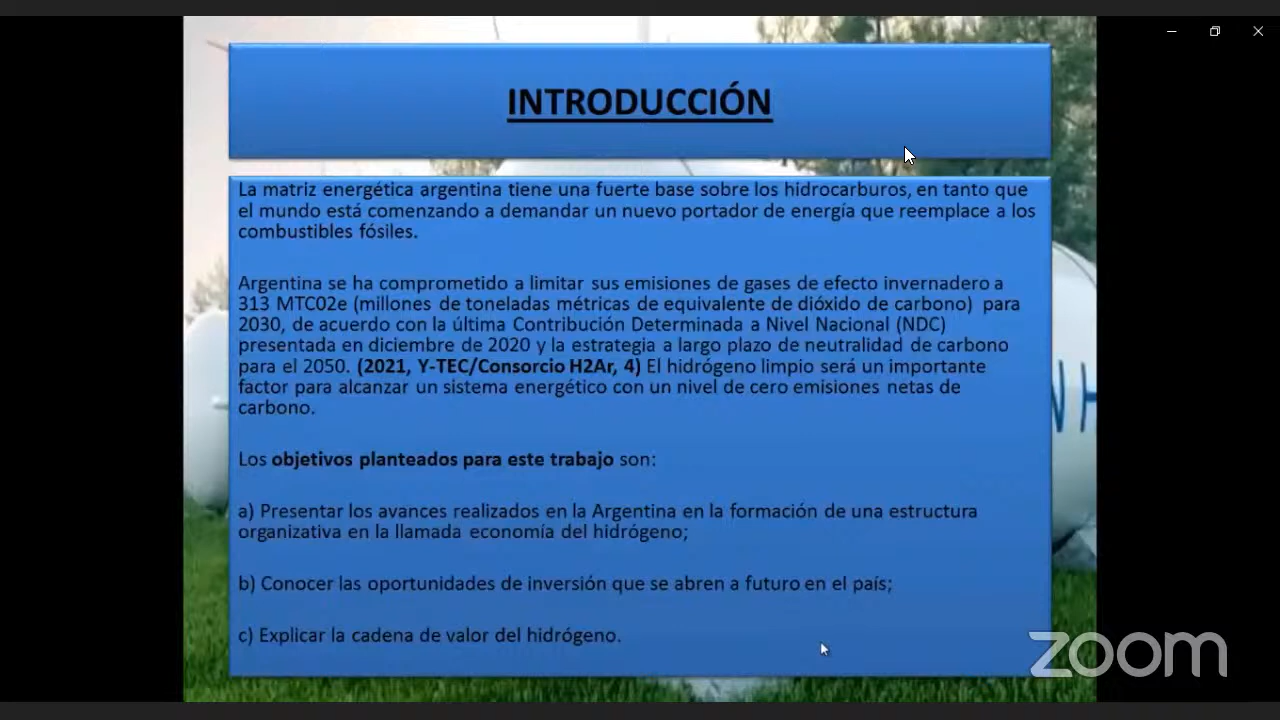 INTRODUCCIÓN
La matriz energética argentina tiene una fuerte base sobre los hidrocarburos, en tanto que
el mundo está comenzando a demandar un nuevo portador de energía que reemplace a los
combustibles fósiles.
Argentina se ha comprometido a limitar sus emisiones de gases de efecto invernadero a
313 MTC02e (millones de toneladas métricas de equivalente de dióxido de carbono) para
2030, de acuerdo con la última Contribución Determinada a Nivel Nacional (NDC)
presentada en diciembre de 2020 y la estrategia a largo plazo de neutralidad de carbono
para el 2050. (2021, Y-TEC/Consorcio H2Ar, 4) El hidrógeno limpio será un importante
factor para alcanzar un sistema energético con un nivel de cero emisiones netas de
carbono.
Los objetivos planteados para este trabajo son:
a) Presentar los avances realizados en la Argentina en la formación de una estructura
organizativa en la llamada economía del hidrógeno;
b) Conocer las oportunidades de inversión que se abren a futuro en el país;
c) Explicar la cadena de valor del hidrógeno.
zoom